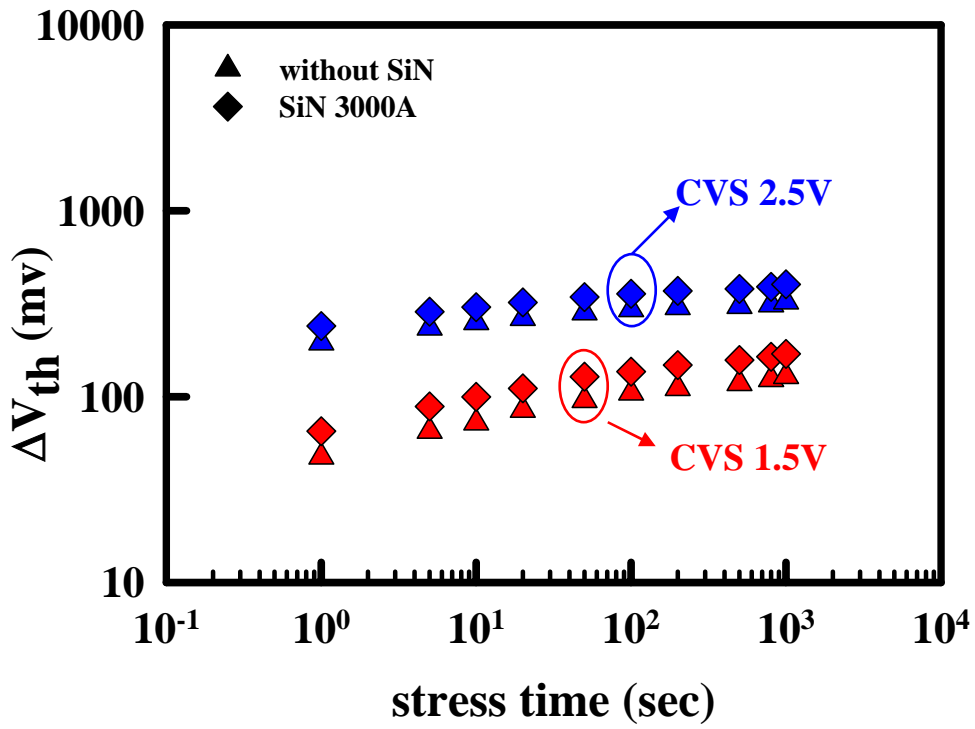 10000
without SiN
SiN 3000A
CVS 2.5V
1000
ΔVth (mv)
100
CVS 1.5V
10
10-1 100 101 102 103 104
stress time (sec)